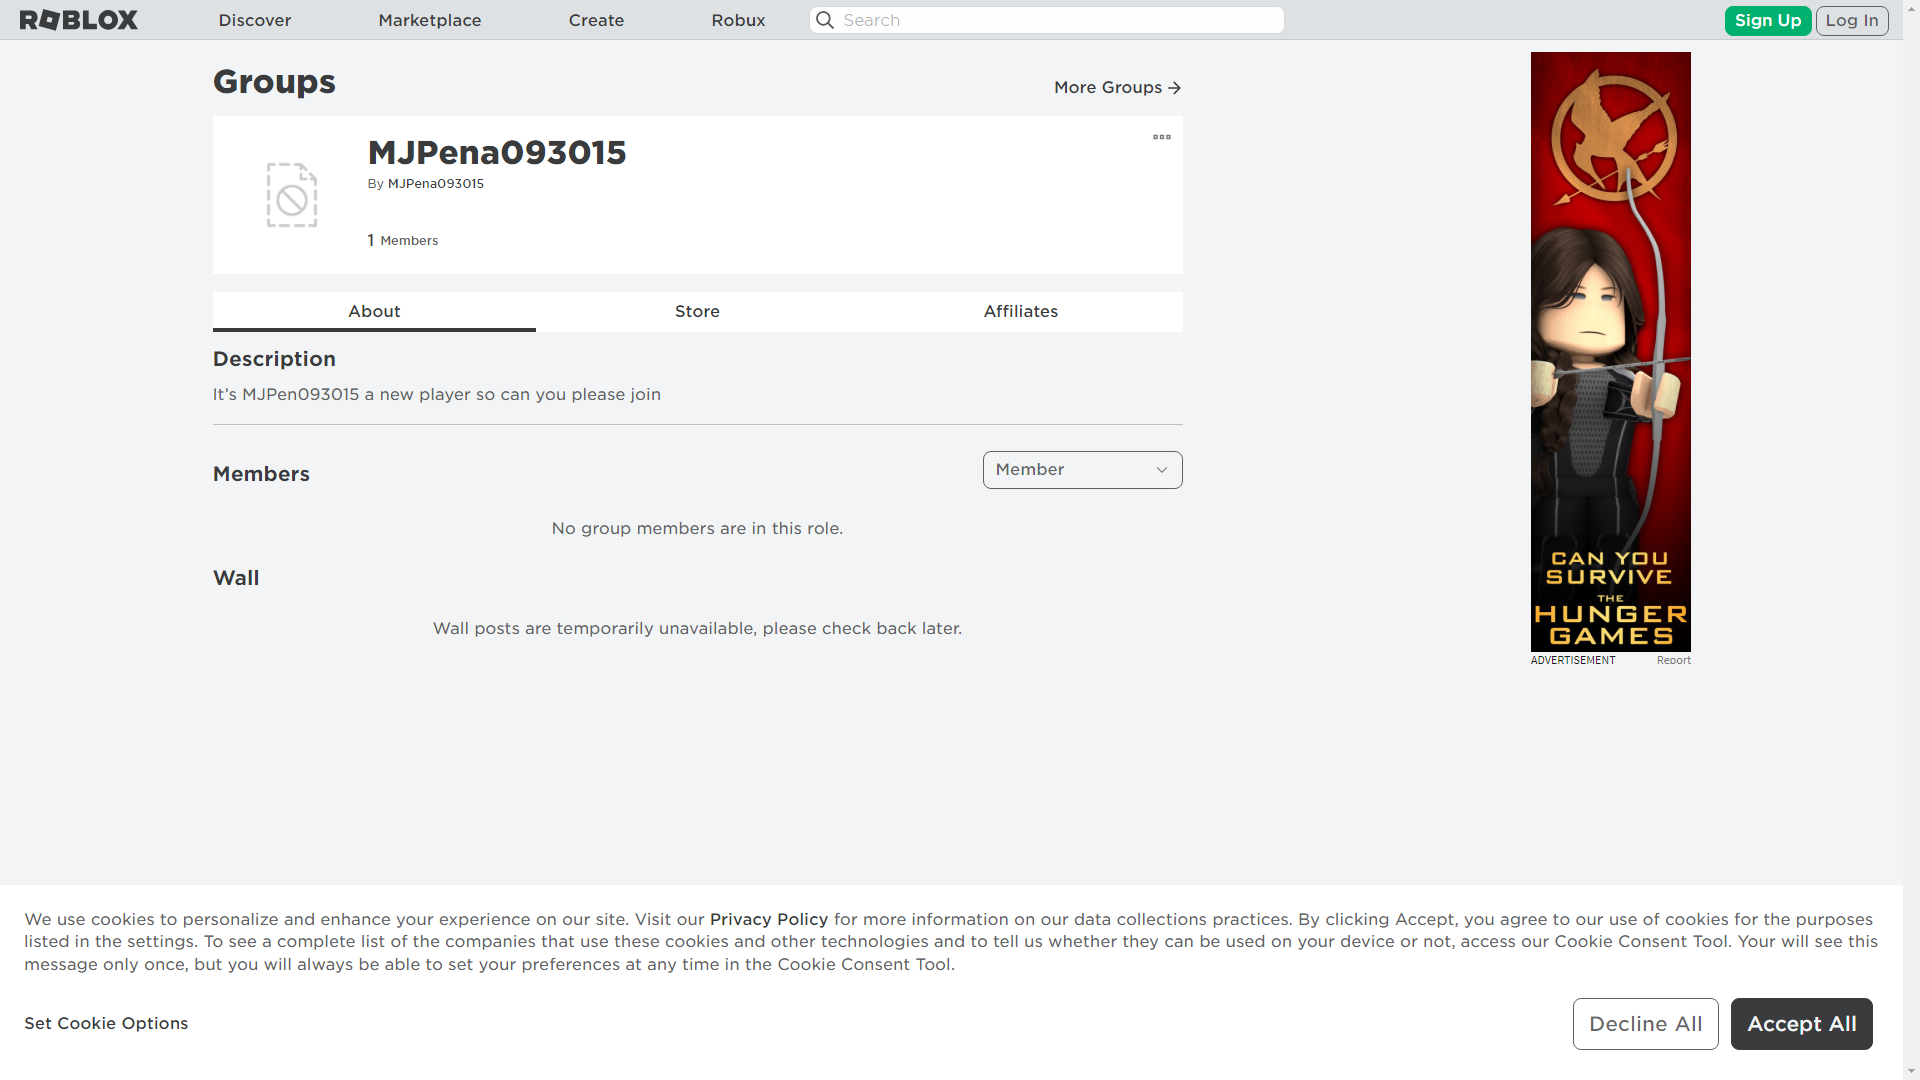 ROBLOX Discover Marketplace Create Robux Search Sign Up Log In
Groups
More Groups
MJPena093015
By MJPena093015
1 Members
About Store Affiliates
Description
It's MJPen093015 a new player so can you please join
Members
Member
No group members are in this role.
Wall
Wall posts are temporarily unavailable, please check back later.
CAN YOU
SURVIVE
THE
HUNGER
GAMES
ADVERTISEMENT Report
We use cookies to personalize and enhance your experience on our site. Visit our Privacy Policy for more information on our data collections practices. By clicking Accept, you agree to our use of cookies for the purposes
listed in the settings. To see a complete list of the companies that use these cookies and other technologies and to tell us whether they can be used on your device or not, access our Cookie Consent Tool. Your will see this
message only once, but you will always be able to set your preferences at any time in the Cookie Consent Tool.
Set Cookie Options
Decline All
Accept All